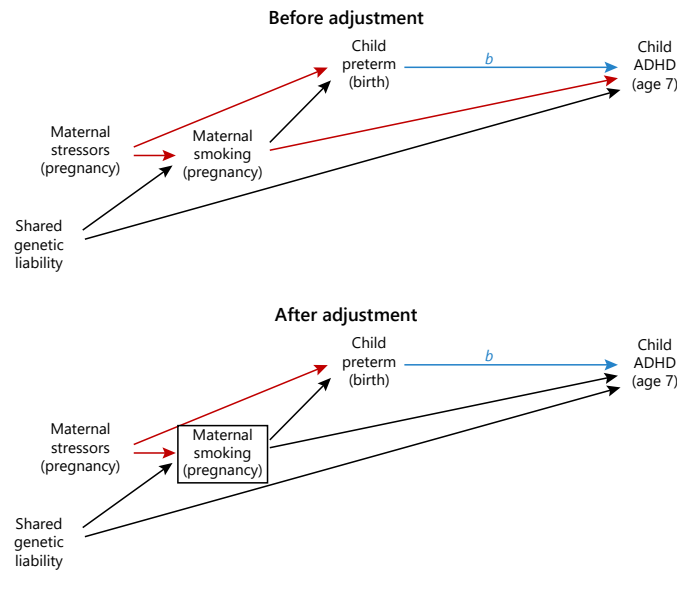 Before adjustment
Child
preterm
(birth)
b
Child
ADHD
(age 7)
Maternal
stressors
(pregnancy)
Maternal
smoking
(pregnancy)
Shared
genetic
liability
After adjustment
Child
preterm
(birth)
b
Child
ADHD
(age 7)
Maternal
stressors
(pregnancy)
Maternal
smoking
(pregnancy)
Shared
genetic
liability